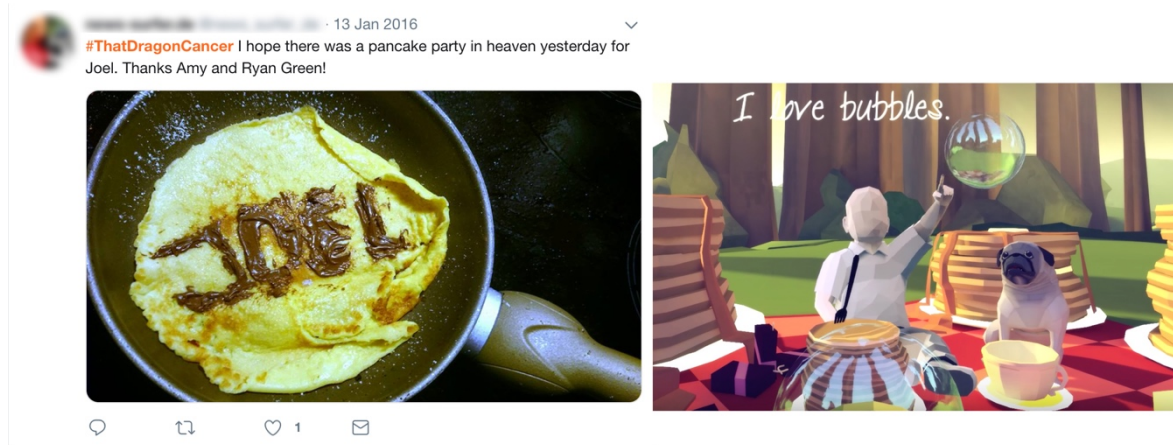 · 13 Jan 2016
#ThatDragonCancer I hope there was a pancake party in heaven yesterday for
Joel. Thanks Amy and Ryan Green!
JOEL
1
I love bubbles.